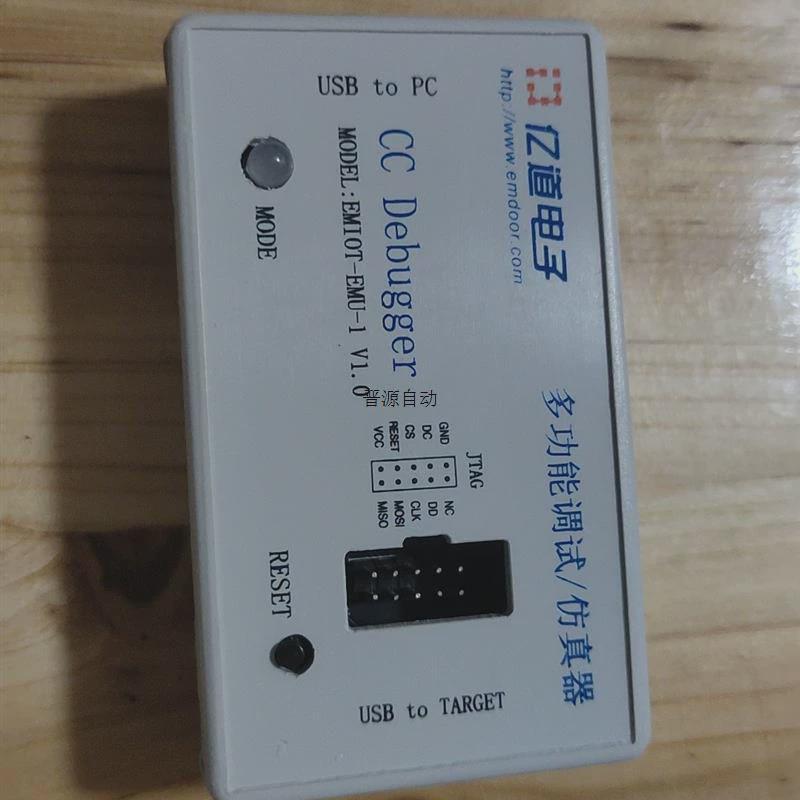 亿道电子
http://www.emdoor.com
多功能调试/仿真器
USB to PC
CC Debugger
MODEL:EMIOT-EMU-1 V1.0
MODE
晋源自动
JTAG
GND
DC
CS
RESET
VCC
NC
DD
CLK
MOSI
MISO
RESET
USB to TARGET